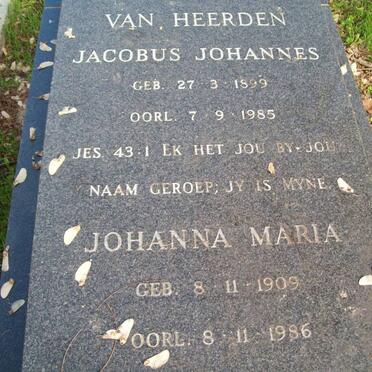 VAN HEERDEN
JACOBUS JOHANNES
GEB. 27·3·1899
OORL. 7·9·1985
JES. 43:1 EK HET JOU BY·JOU
NAAM GEROEP; JY IS MYNE.
JOHANNA MARIA
GEB. 8·11·1909
OORL. 8·11·1986